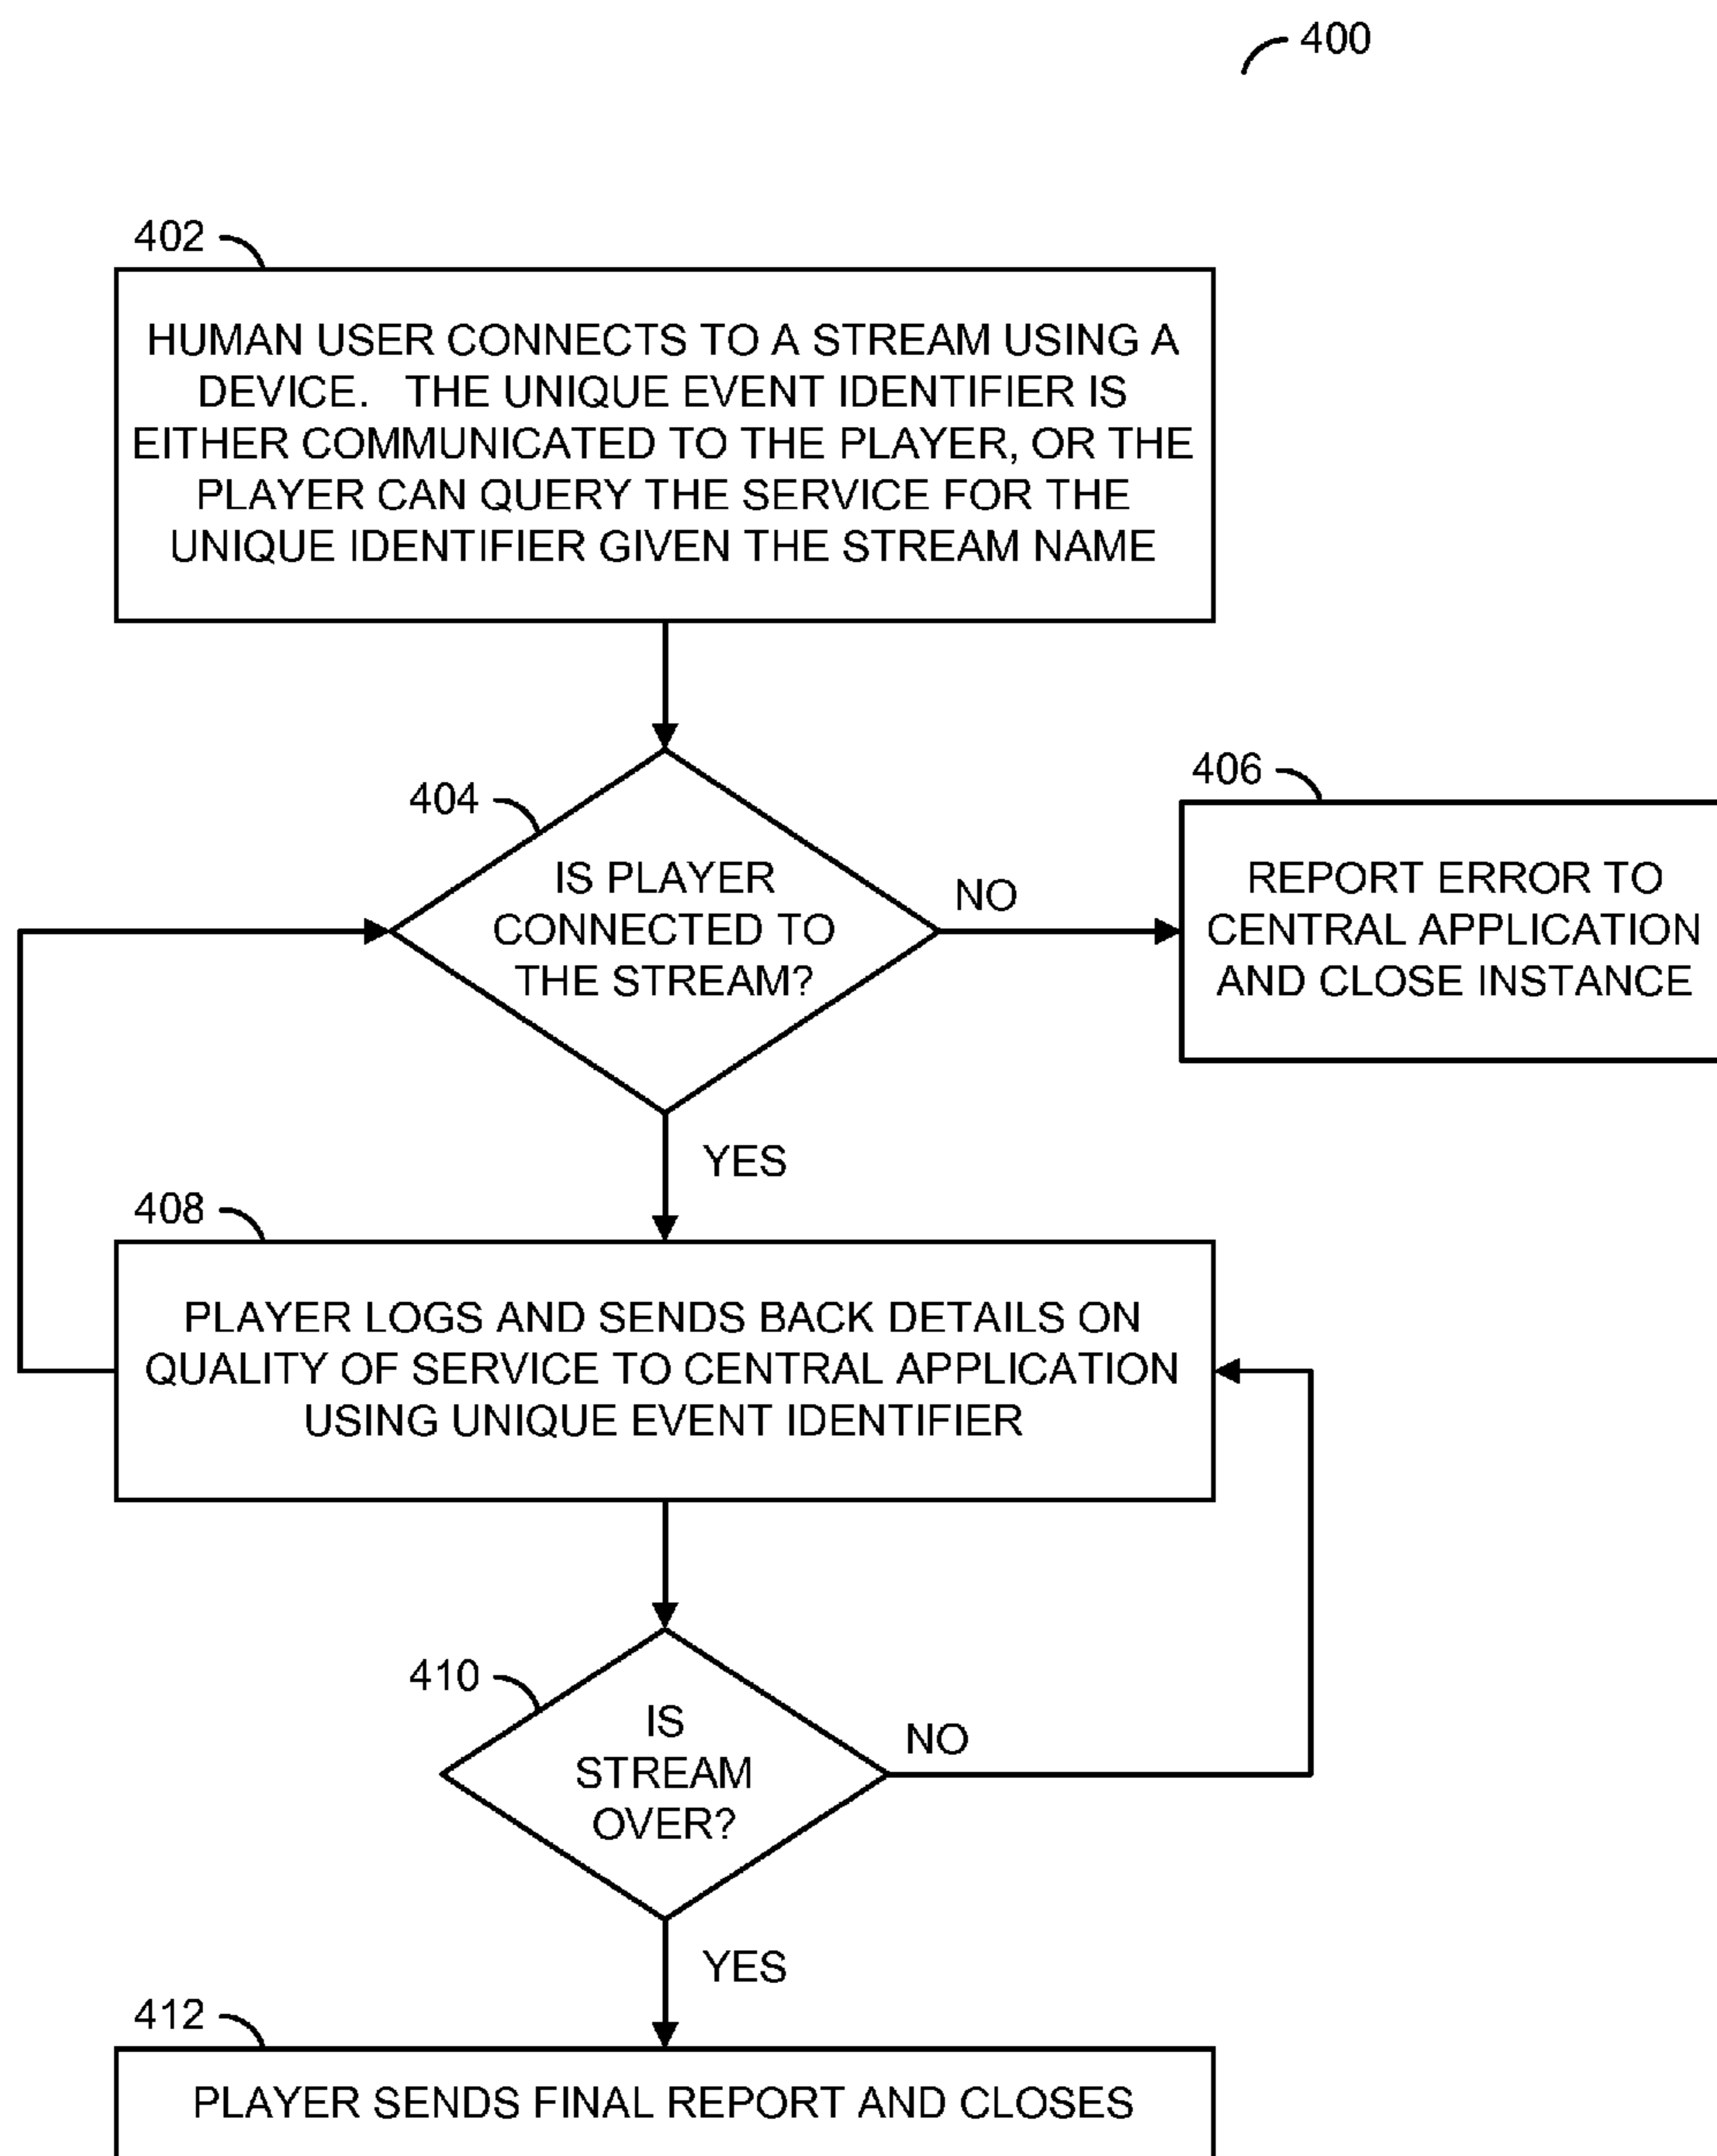 400
402
HUMAN USER CONNECTS TO A STREAM USING A
DEVICE. THE UNIQUE EVENT IDENTIFIER IS
EITHER COMMUNICATED TO THE PLAYER, OR THE
PLAYER CAN QUERY THE SERVICE FOR THE
UNIQUE IDENTIFIER GIVEN THE STREAM NAME
404
IS PLAYER
CONNECTED TO
THE STREAM?
NO
406
REPORT ERROR TO
CENTRAL APPLICATION
AND CLOSE INSTANCE
YES
408
PLAYER LOGS AND SENDS BACK DETAILS ON
QUALITY OF SERVICE TO CENTRAL APPLICATION
USING UNIQUE EVENT IDENTIFIER
410
IS
STREAM
OVER?
NO
YES
412
PLAYER SENDS FINAL REPORT AND CLOSES